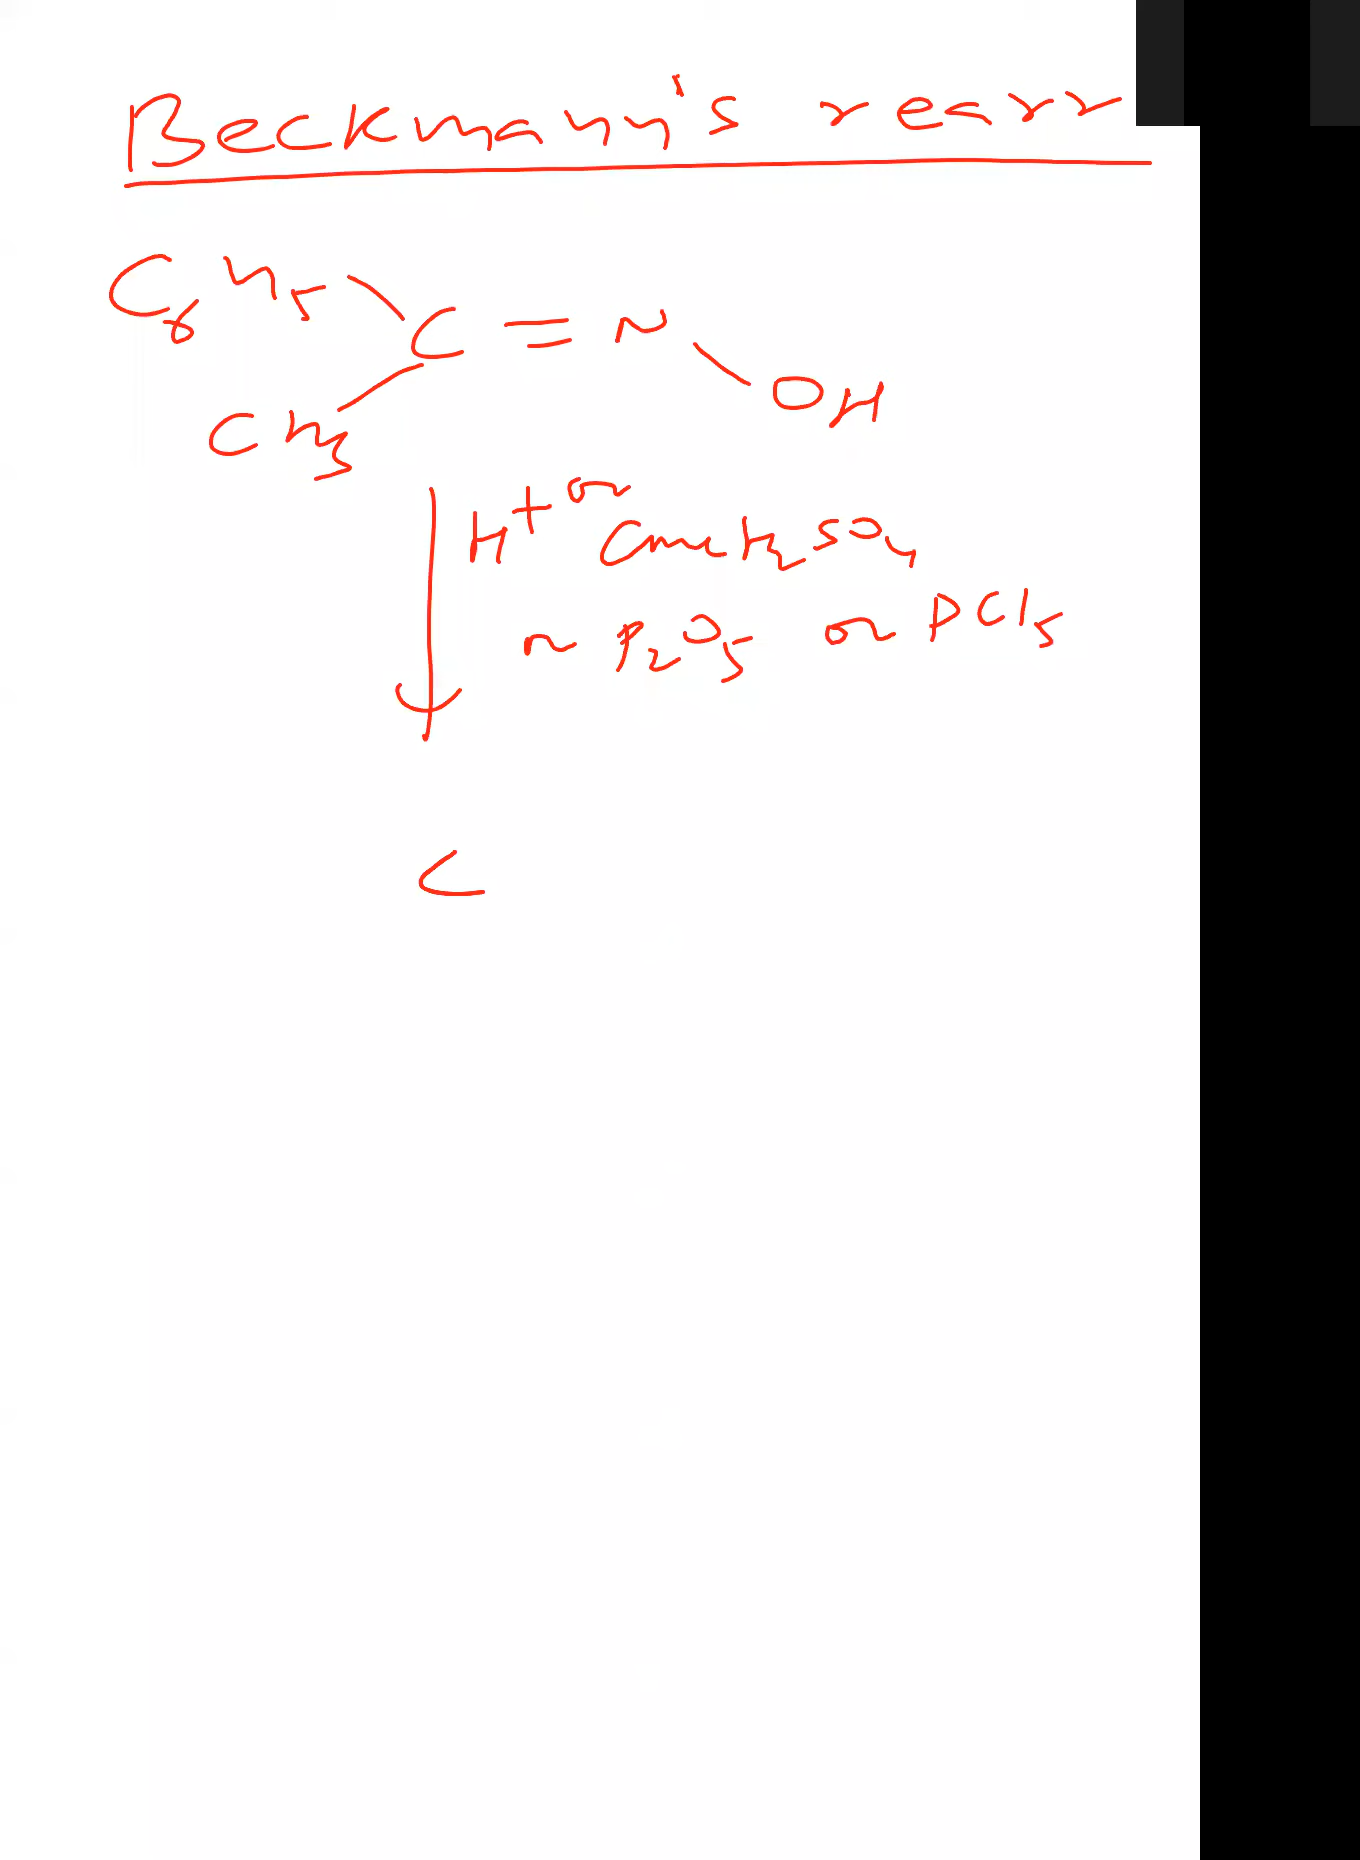 Beckmann's rearr
C6H5
C = N
OH
CH3
H+ or
Conc H2SO4
or P2O5 or PCl5
C